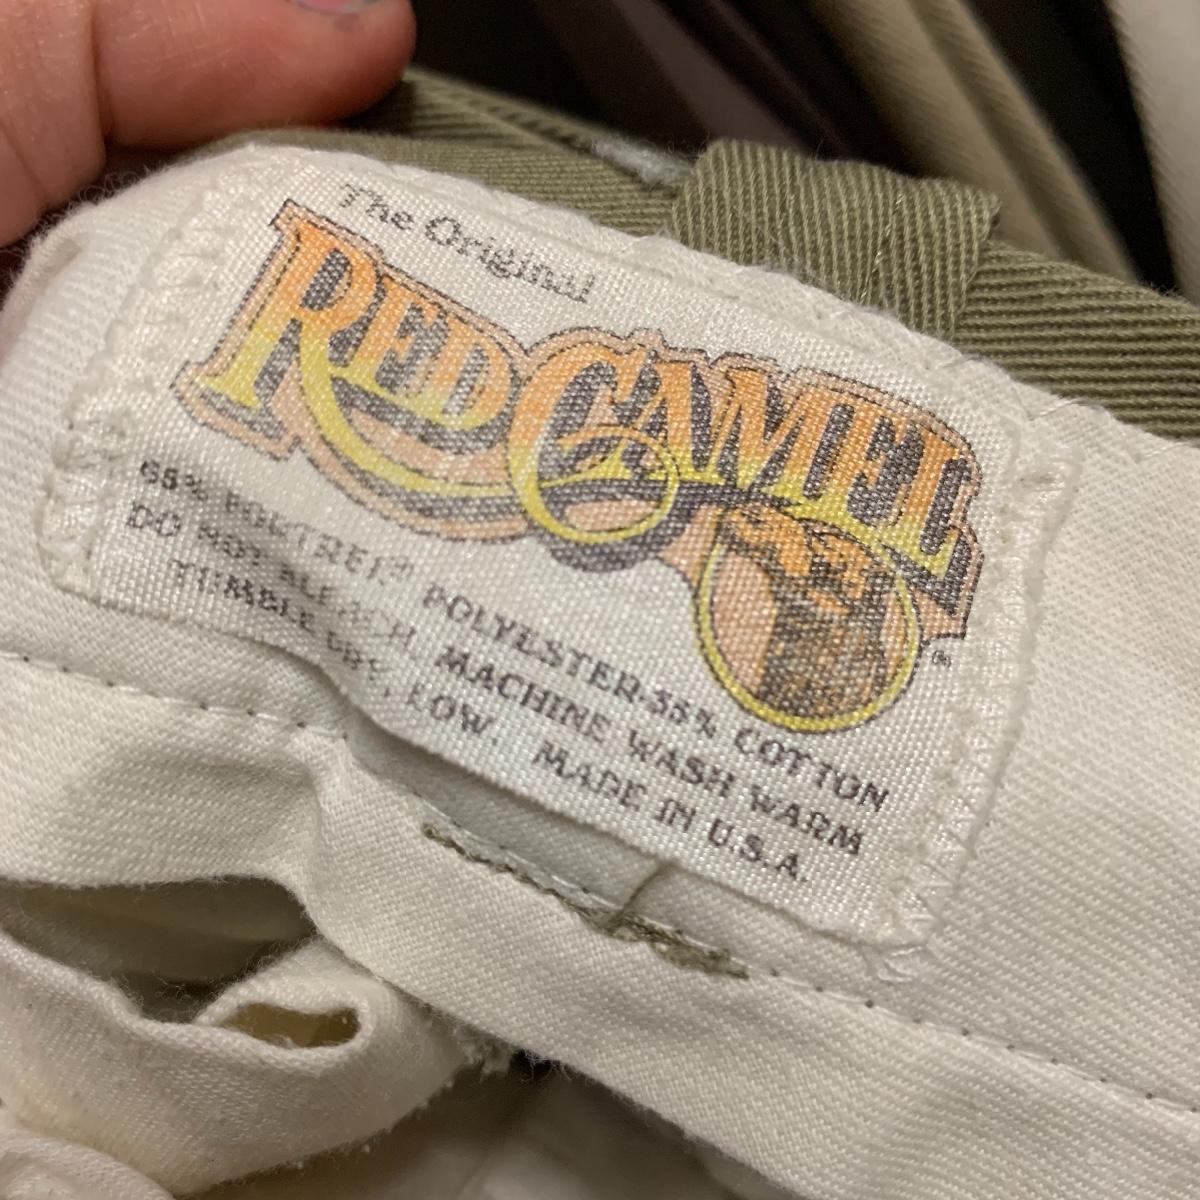 The Original
RED CAMEL
®
65% FORTREL® POLYESTER-35% COTTON
DO NOT BLEACH, MACHINE WASH WARM
TUMBLE DRY, LOW. MADE IN U.S.A.